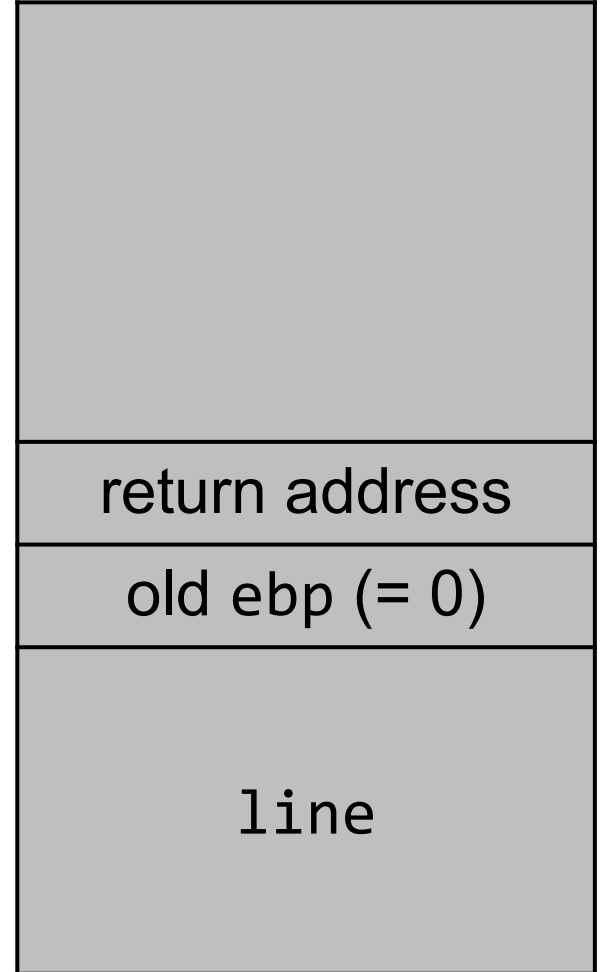 return address
old ebp (= 0)
line